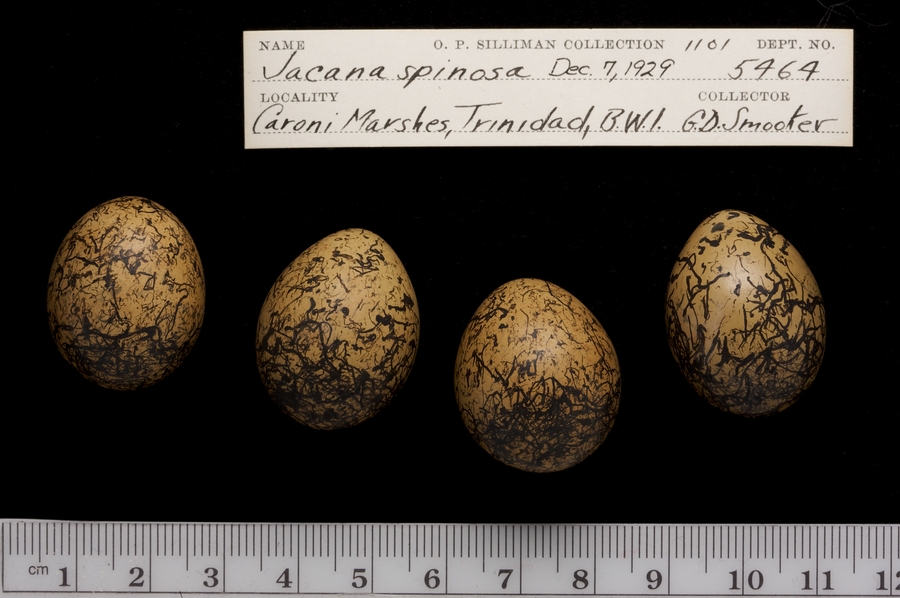 NAME O. P. SILLIMAN COLLECTION 1101 DEPT. NO.
Jacana spinosa Dec. 7, 1929 5464
LOCALITY COLLECTOR
Caroni Marshes, Trinidad, B.W.I. G.D. Smooker
cm 1 2 3 4 5 6 7 8 9 10 11 12